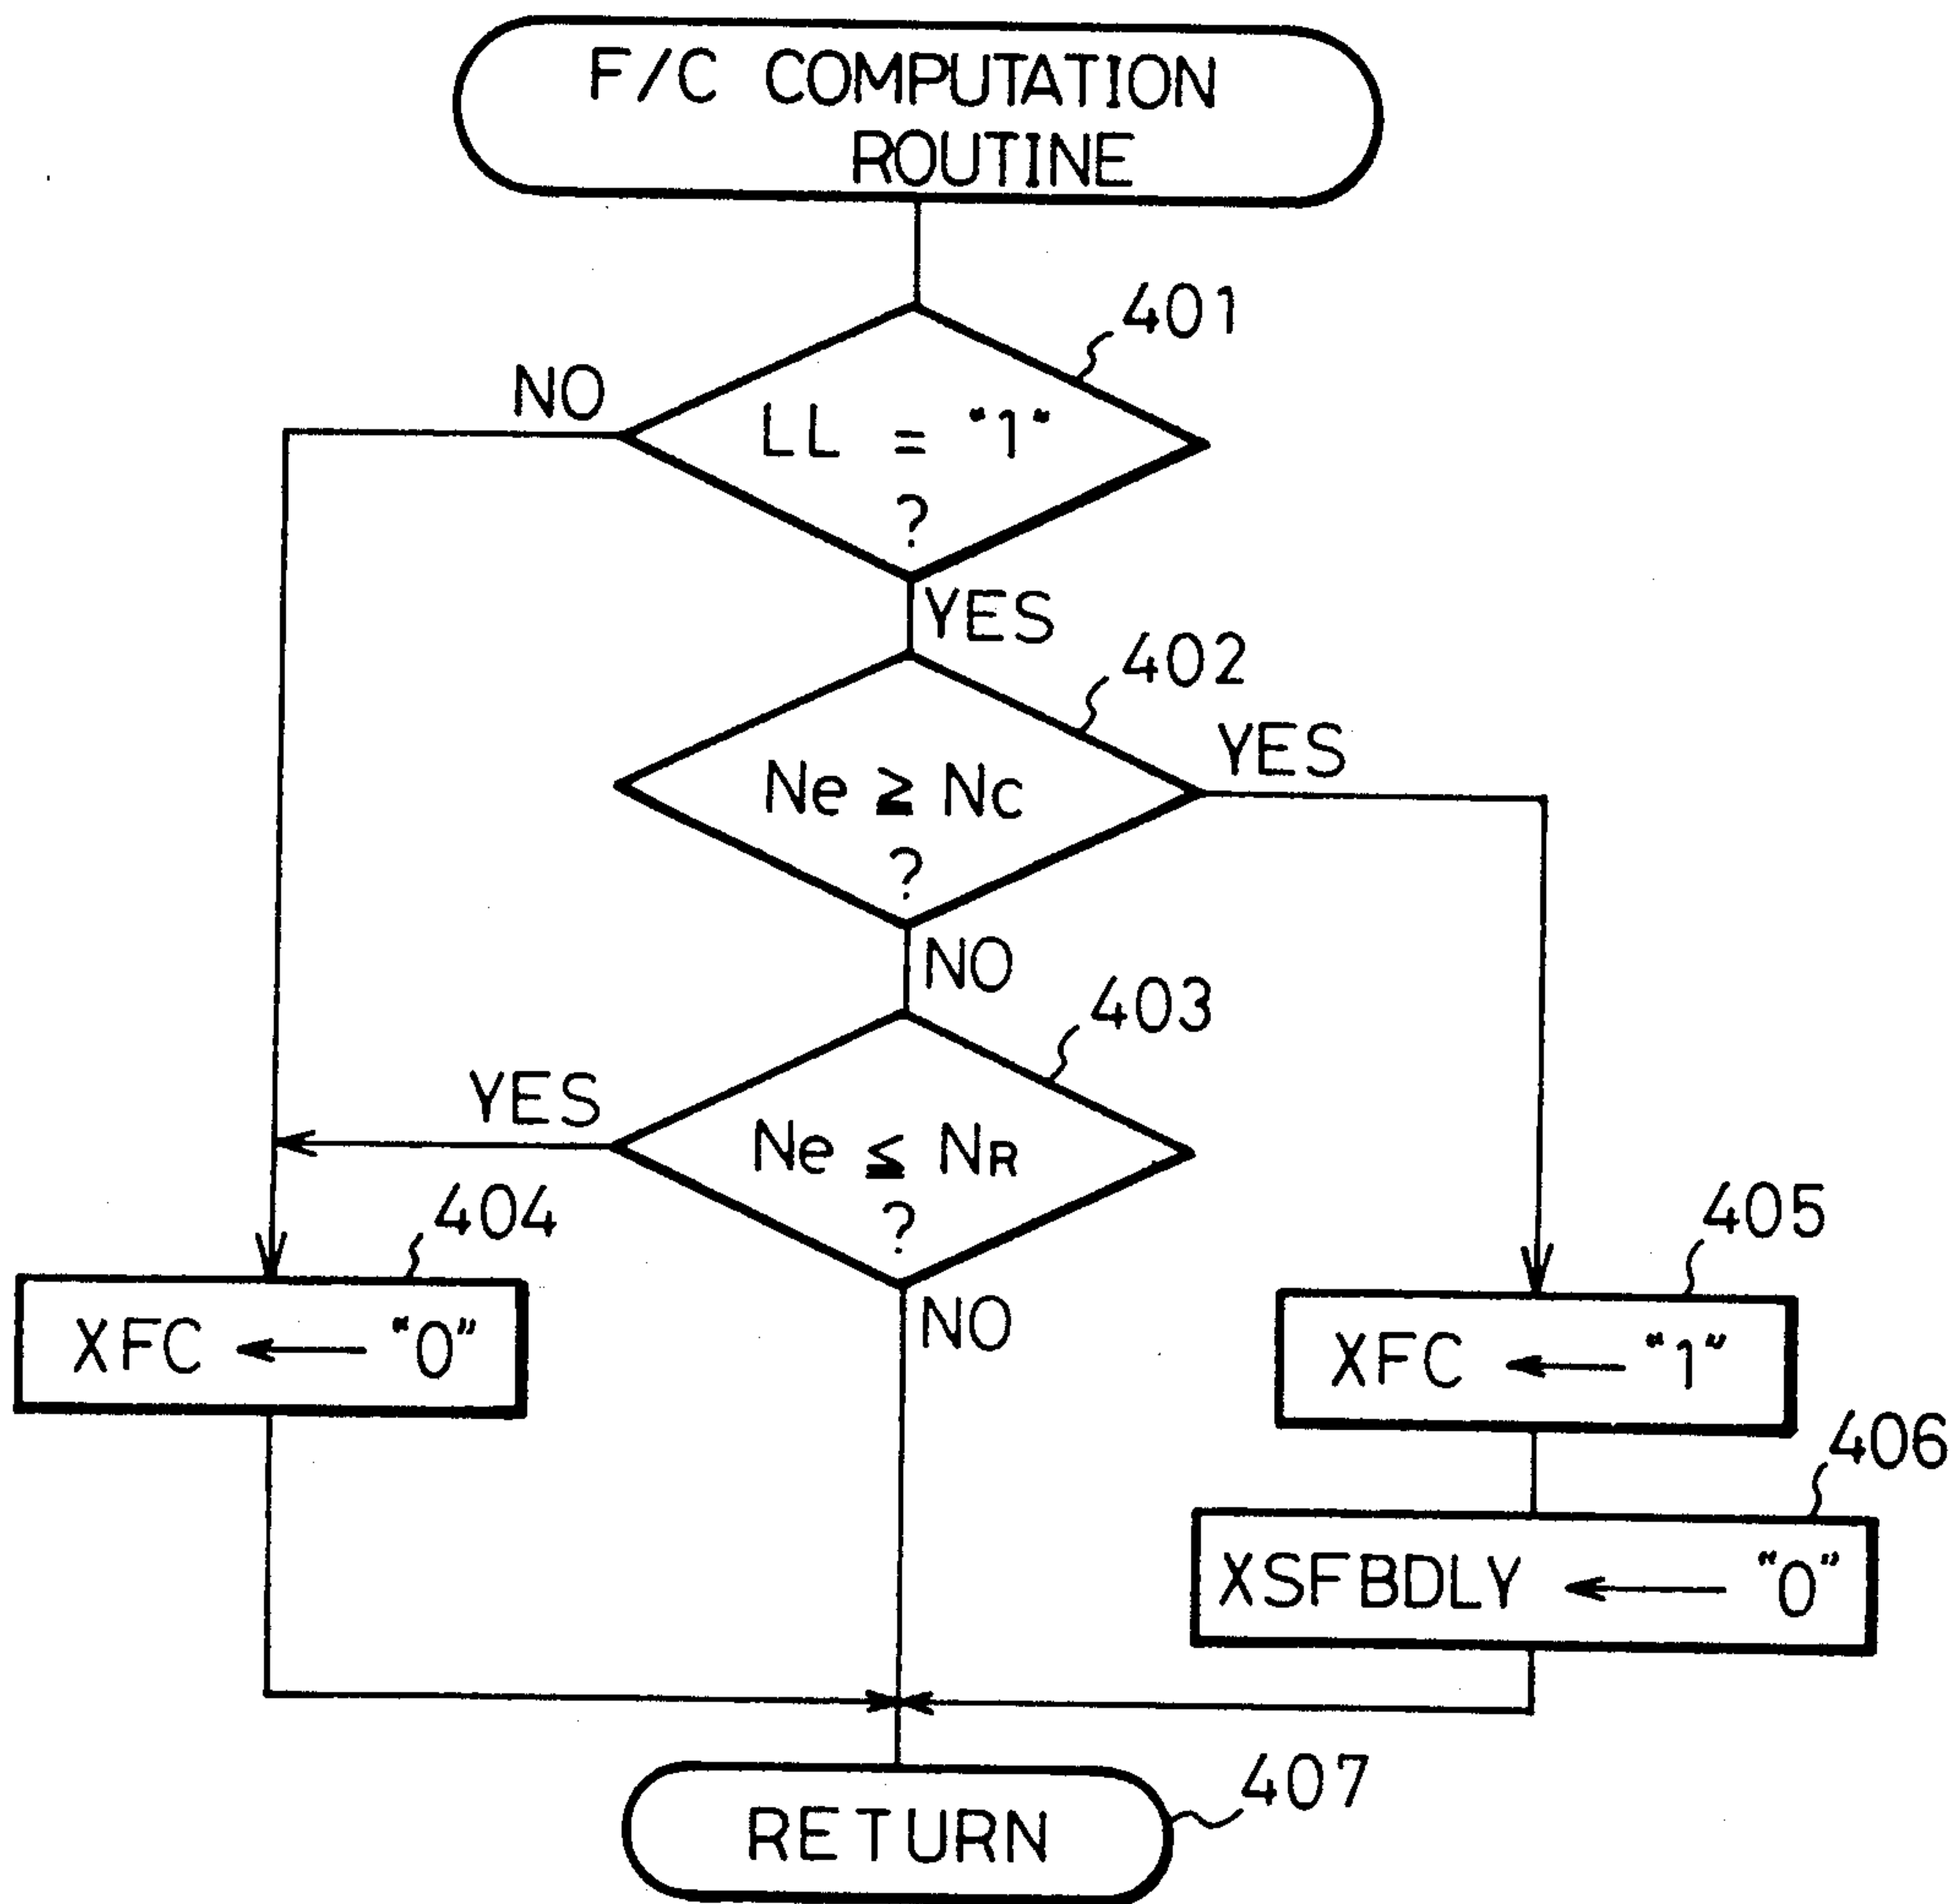 F/C COMPUTATION
ROUTINE
401
NO
LL = "1"
?
YES
402
YES
Ne ≧ Nc
?
NO
403
YES
Ne ≦ NR
?
404
405
NO
XFC ← "0"
XFC ← "1"
406
XSFBDLY ← "0"
407
RETURN